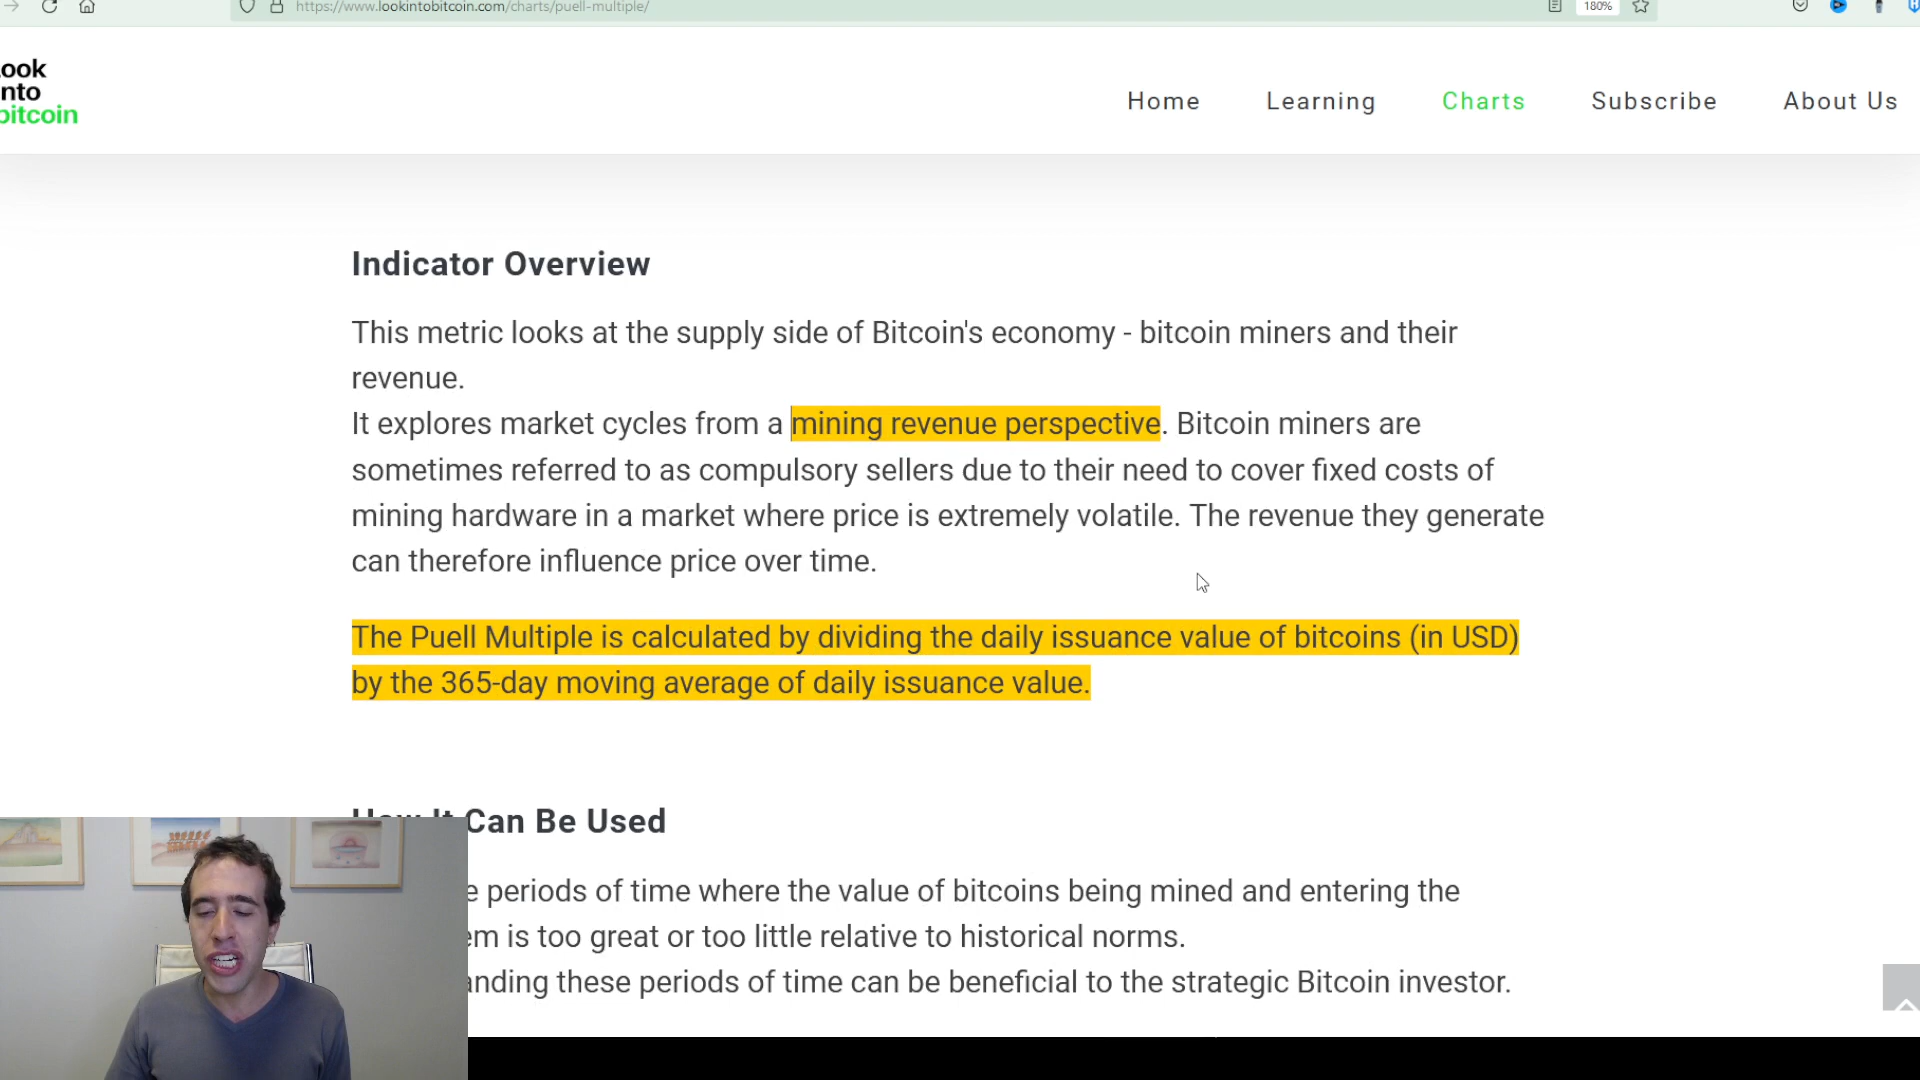 https://www.lookintobitcoin.com/charts/puell-multiple/
180%
ook
nto
bitcoin
Home
Learning
Charts
Subscribe
About Us
Indicator Overview
This metric looks at the supply side of Bitcoin's economy - bitcoin miners and their
revenue.
It explores market cycles from a mining revenue perspective. Bitcoin miners are
sometimes referred to as compulsory sellers due to their need to cover fixed costs of
mining hardware in a market where price is extremely volatile. The revenue they generate
can therefore influence price over time.
The Puell Multiple is calculated by dividing the daily issuance value of bitcoins (in USD)
by the 365-day moving average of daily issuance value.
How It Can Be Used
e periods of time where the value of bitcoins being mined and entering the
em is too great or too little relative to historical norms.
anding these periods of time can be beneficial to the strategic Bitcoin investor.